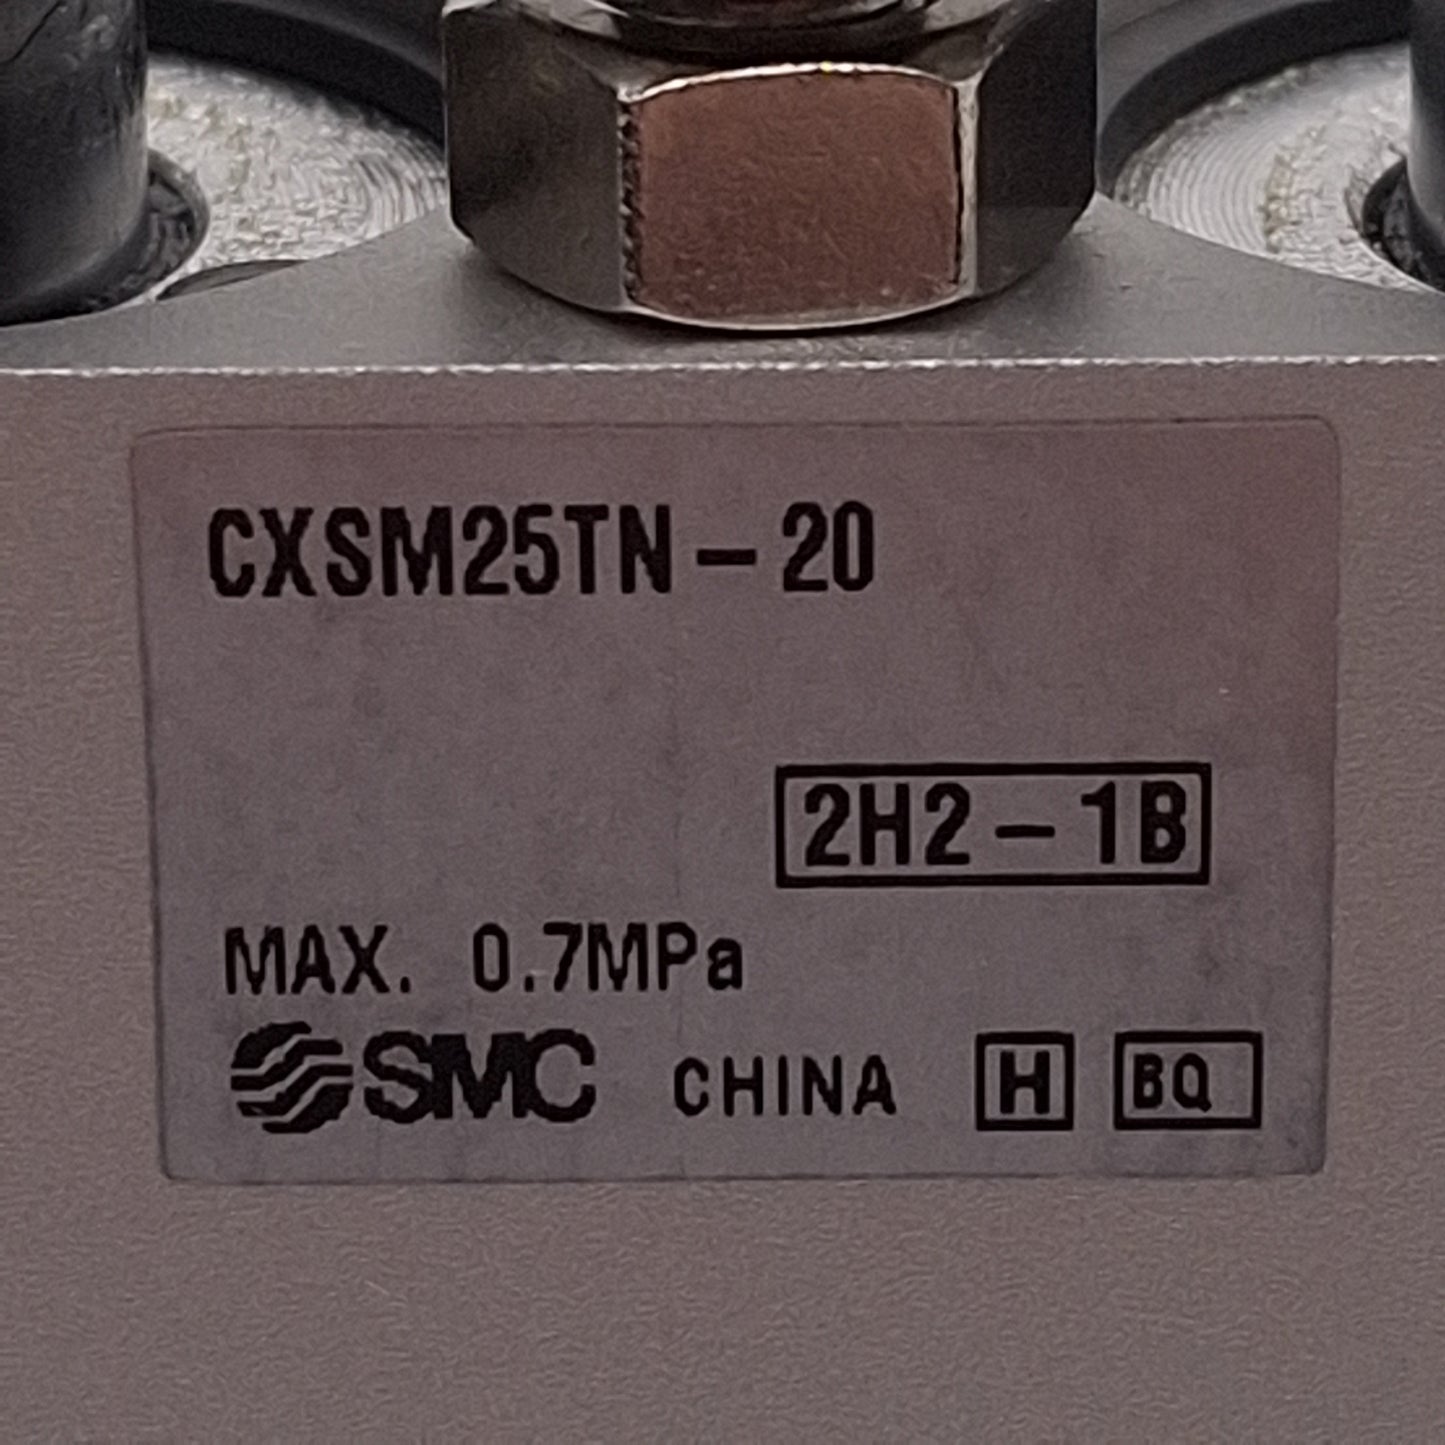 CXSM25TN-20
2H2-1B
MAX. 0.7MPa
SMC CHINA H BQ